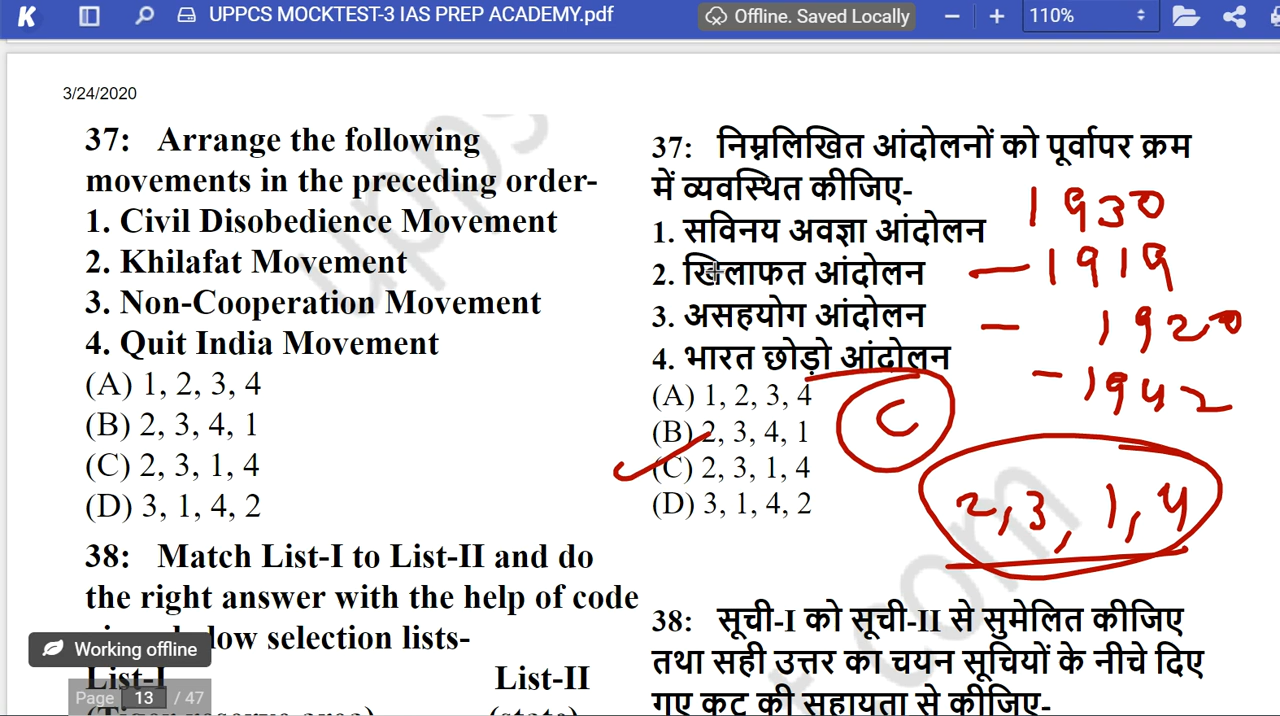 K
UPPCS MOCKTEST-3 IAS PREP ACADEMY.pdf
Offline. Saved Locally
110%
3/24/2020
37: Arrange the following
movements in the preceding order-
1. Civil Disobedience Movement
2. Khilafat Movement
3. Non-Cooperation Movement
4. Quit India Movement
(A) 1, 2, 3, 4
(B) 2, 3, 4, 1
(C) 2, 3, 1, 4
(D) 3, 1, 4, 2
38: Match List-I to List-II and do
the right answer with the help of code
low selection lists-
List-I List-II
37: निम्नलिखित आंदोलनों को पूर्वापर क्रम
में व्यवस्थित कीजिए-
1. सविनय अवज्ञा आंदोलन 1930
2. खिलाफत आंदोलन - 1919
3. असहयोग आंदोलन - 1920
4. भारत छोड़ो आंदोलन - 1942
(A) 1, 2, 3, 4
(B) 2, 3, 4, 1
C
(C) 2, 3, 1, 4
(D) 3, 1, 4, 2
2, 3, 1, 4
38: सूची-I को सूची-II से सुमेलित कीजिए
तथा सही उत्तर का चयन सूचियों के नीचे दिए
गए कूट की सहायता से कीजिए-
Working offline
Page 13 / 47
upps
com